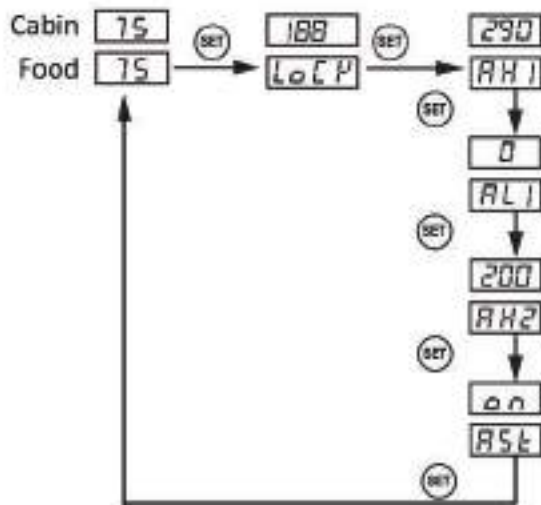 Cabin 75 SET 188 SET 290
Food 75 LoCK AH1
SET
0
AL1
SET
200
AH2
SET
on
ASt
SET